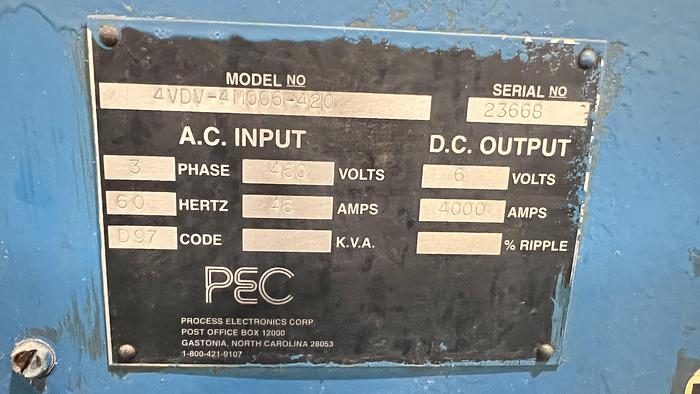 MODEL NO
4VDV-4M006-420
SERIAL NO
23668
A.C. INPUT
3 PHASE 460 VOLTS
60 HERTZ 46 AMPS
D97 CODE K.V.A.
D.C. OUTPUT
6 VOLTS
4000 AMPS
% RIPPLE
PEC
PROCESS ELECTRONICS CORP
POST OFFICE BOX 12000
GASTONIA, NORTH CAROLINA 28053
1-800-421-9107